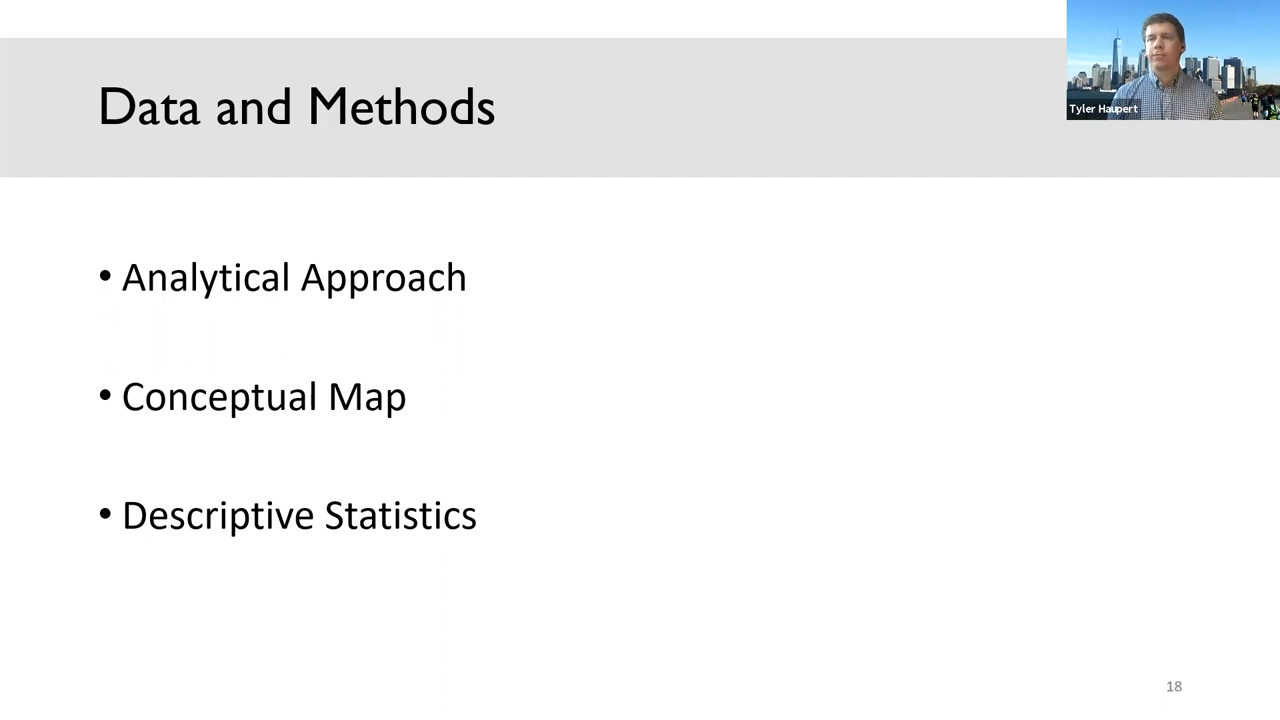 Data and Methods
Tyler Haupert
• Analytical Approach
• Conceptual Map
• Descriptive Statistics
18